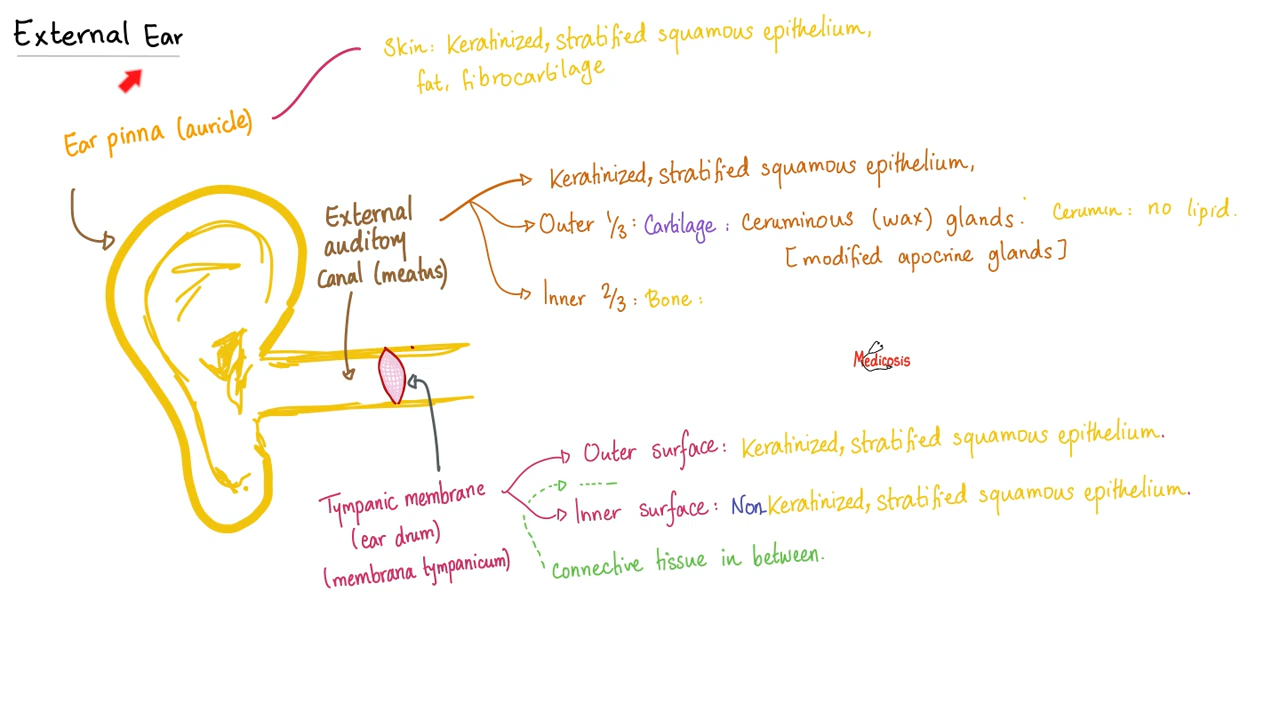 External Ear
Skin: Keratinized, stratified squamous epithelium,
fat, fibrocartilage
Ear pinna (auricle)
External
auditory
Canal (meatus)
Keratinized, stratified squamous epithelium,
Outer 1/3: Cartilage: Ceruminous (wax) glands: Cerumin: no lipid.
[modified apocrine glands]
Inner 2/3: Bone:
Medicosis
Tympanic membrane
(ear drum)
(membrana tympanicum)
Outer surface: Keratinized, stratified squamous epithelium.
Inner surface: Non-Keratinized, stratified squamous epithelium.
Connective tissue in between.